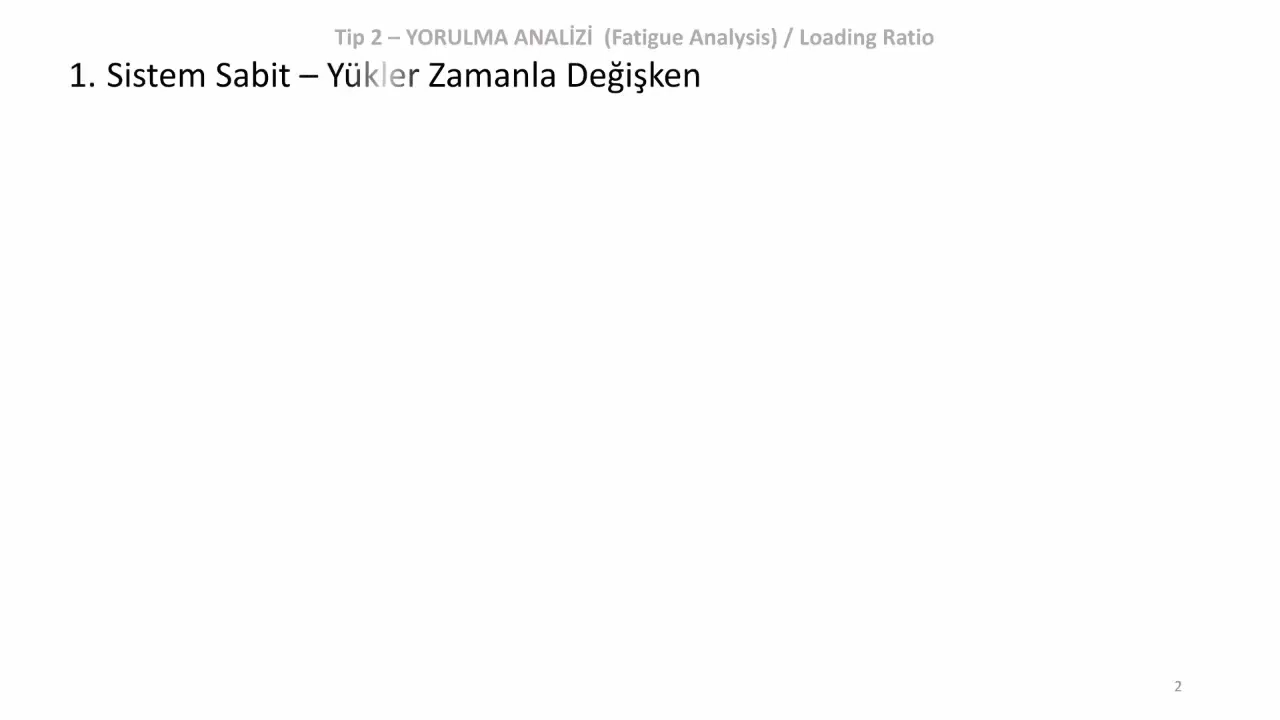 Tip 2 – YORULMA ANALİZİ (Fatigue Analysis) / Loading Ratio
1. Sistem Sabit – Yükler Zamanla Değişken
2